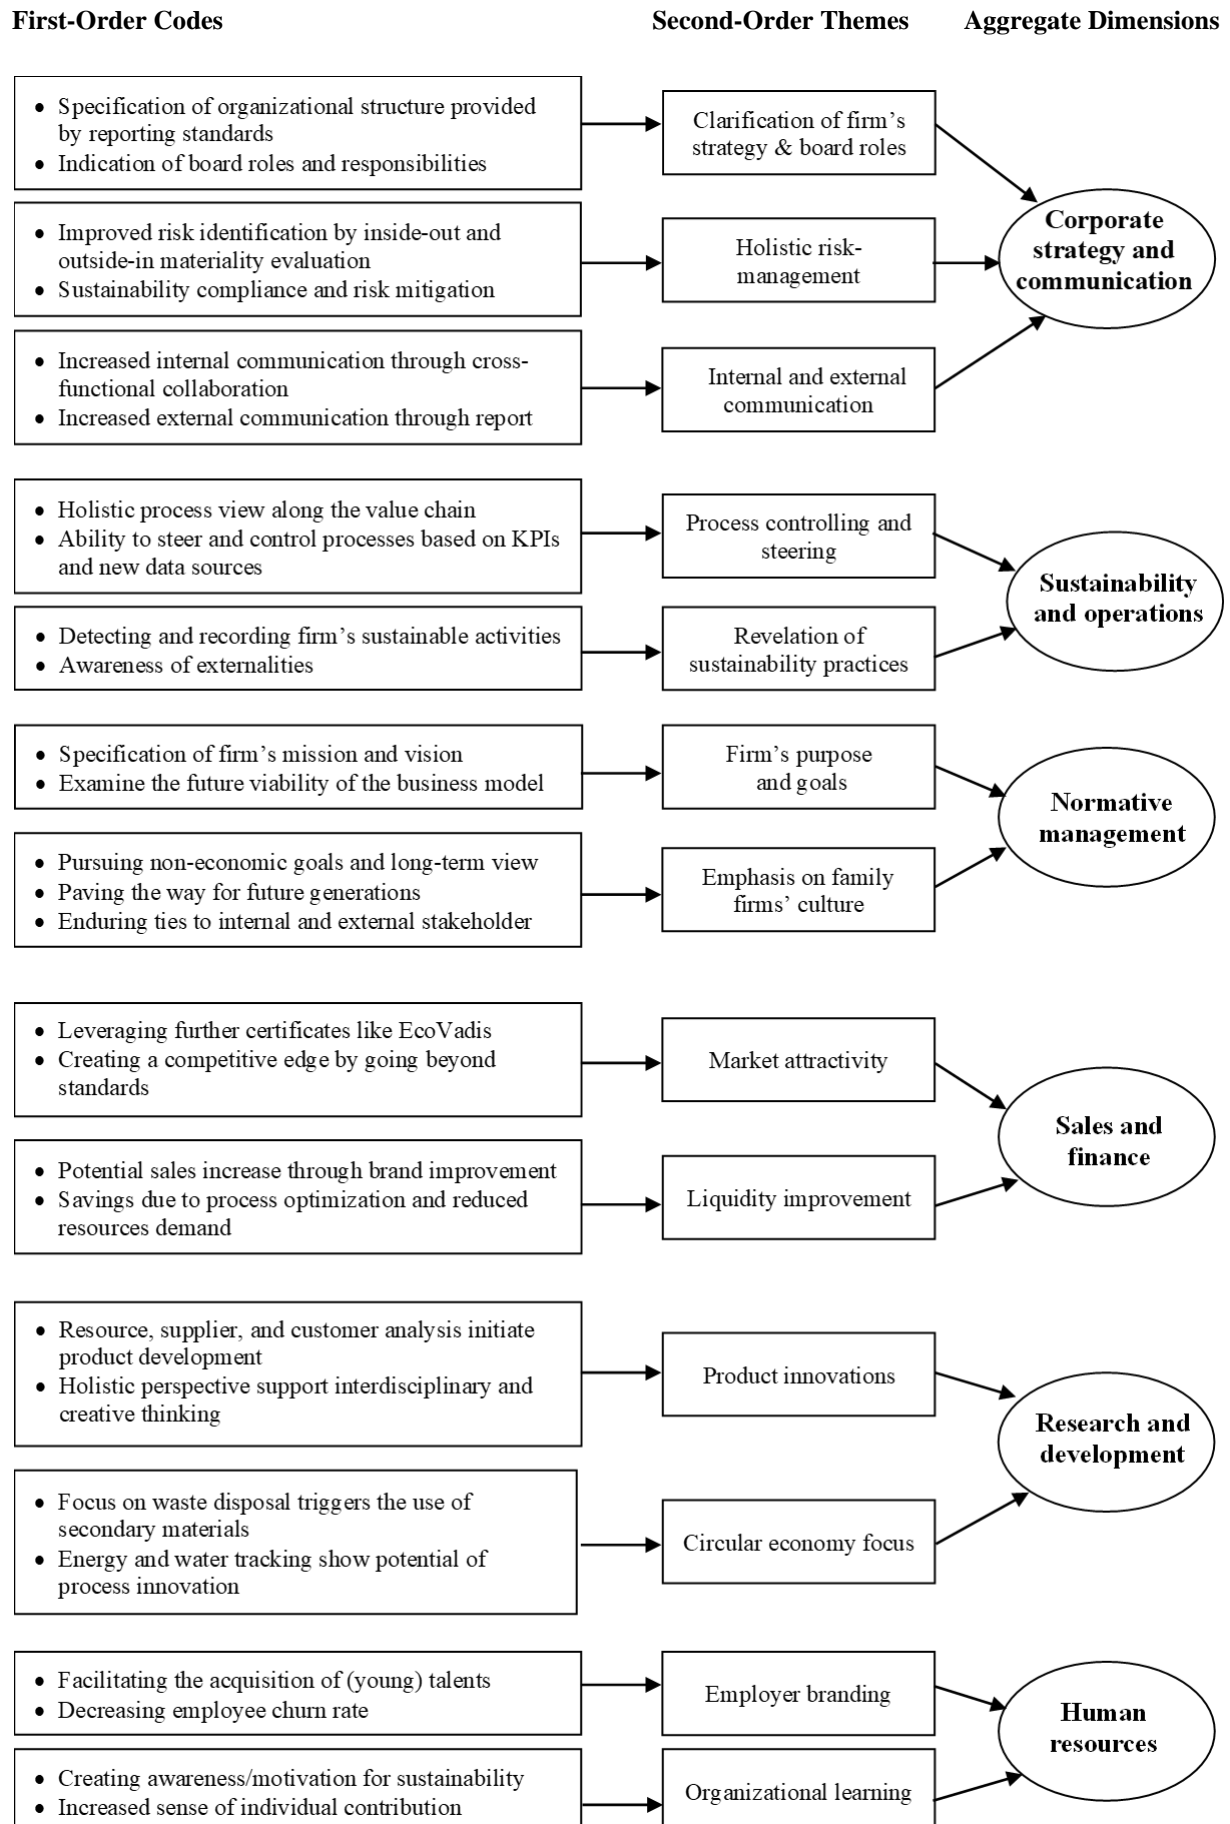 First-Order Codes
Second-Order Themes
Aggregate Dimensions
• Specification of organizational structure provided
by reporting standards
• Indication of board roles and responsibilities
Clarification of firm’s
strategy & board roles
• Improved risk identification by inside-out and
outside-in materiality evaluation
• Sustainability compliance and risk mitigation
Holistic risk-
management
• Increased internal communication through cross-
functional collaboration
• Increased external communication through report
Internal and external
communication
Corporate
strategy and
communication
• Holistic process view along the value chain
• Ability to steer and control processes based on KPIs
and new data sources
Process controlling and
steering
• Detecting and recording firm’s sustainable activities
• Awareness of externalities
Revelation of
sustainability practices
Sustainability
and operations
• Specification of firm’s mission and vision
• Examine the future viability of the business model
Firm’s purpose
and goals
• Pursuing non-economic goals and long-term view
• Paving the way for future generations
• Enduring ties to internal and external stakeholder
Emphasis on family
firms’ culture
Normative
management
• Leveraging further certificates like EcoVadis
• Creating a competitive edge by going beyond
standards
Market attractivity
• Potential sales increase through brand improvement
• Savings due to process optimization and reduced
resources demand
Liquidity improvement
Sales and
finance
• Resource, supplier, and customer analysis initiate
product development
• Holistic perspective support interdisciplinary and
creative thinking
Product innovations
• Focus on waste disposal triggers the use of
secondary materials
• Energy and water tracking show potential of
process innovation
Circular economy focus
Research and
development
• Facilitating the acquisition of (young) talents
• Decreasing employee churn rate
Employer branding
• Creating awareness/motivation for sustainability
• Increased sense of individual contribution
Organizational learning
Human
resources